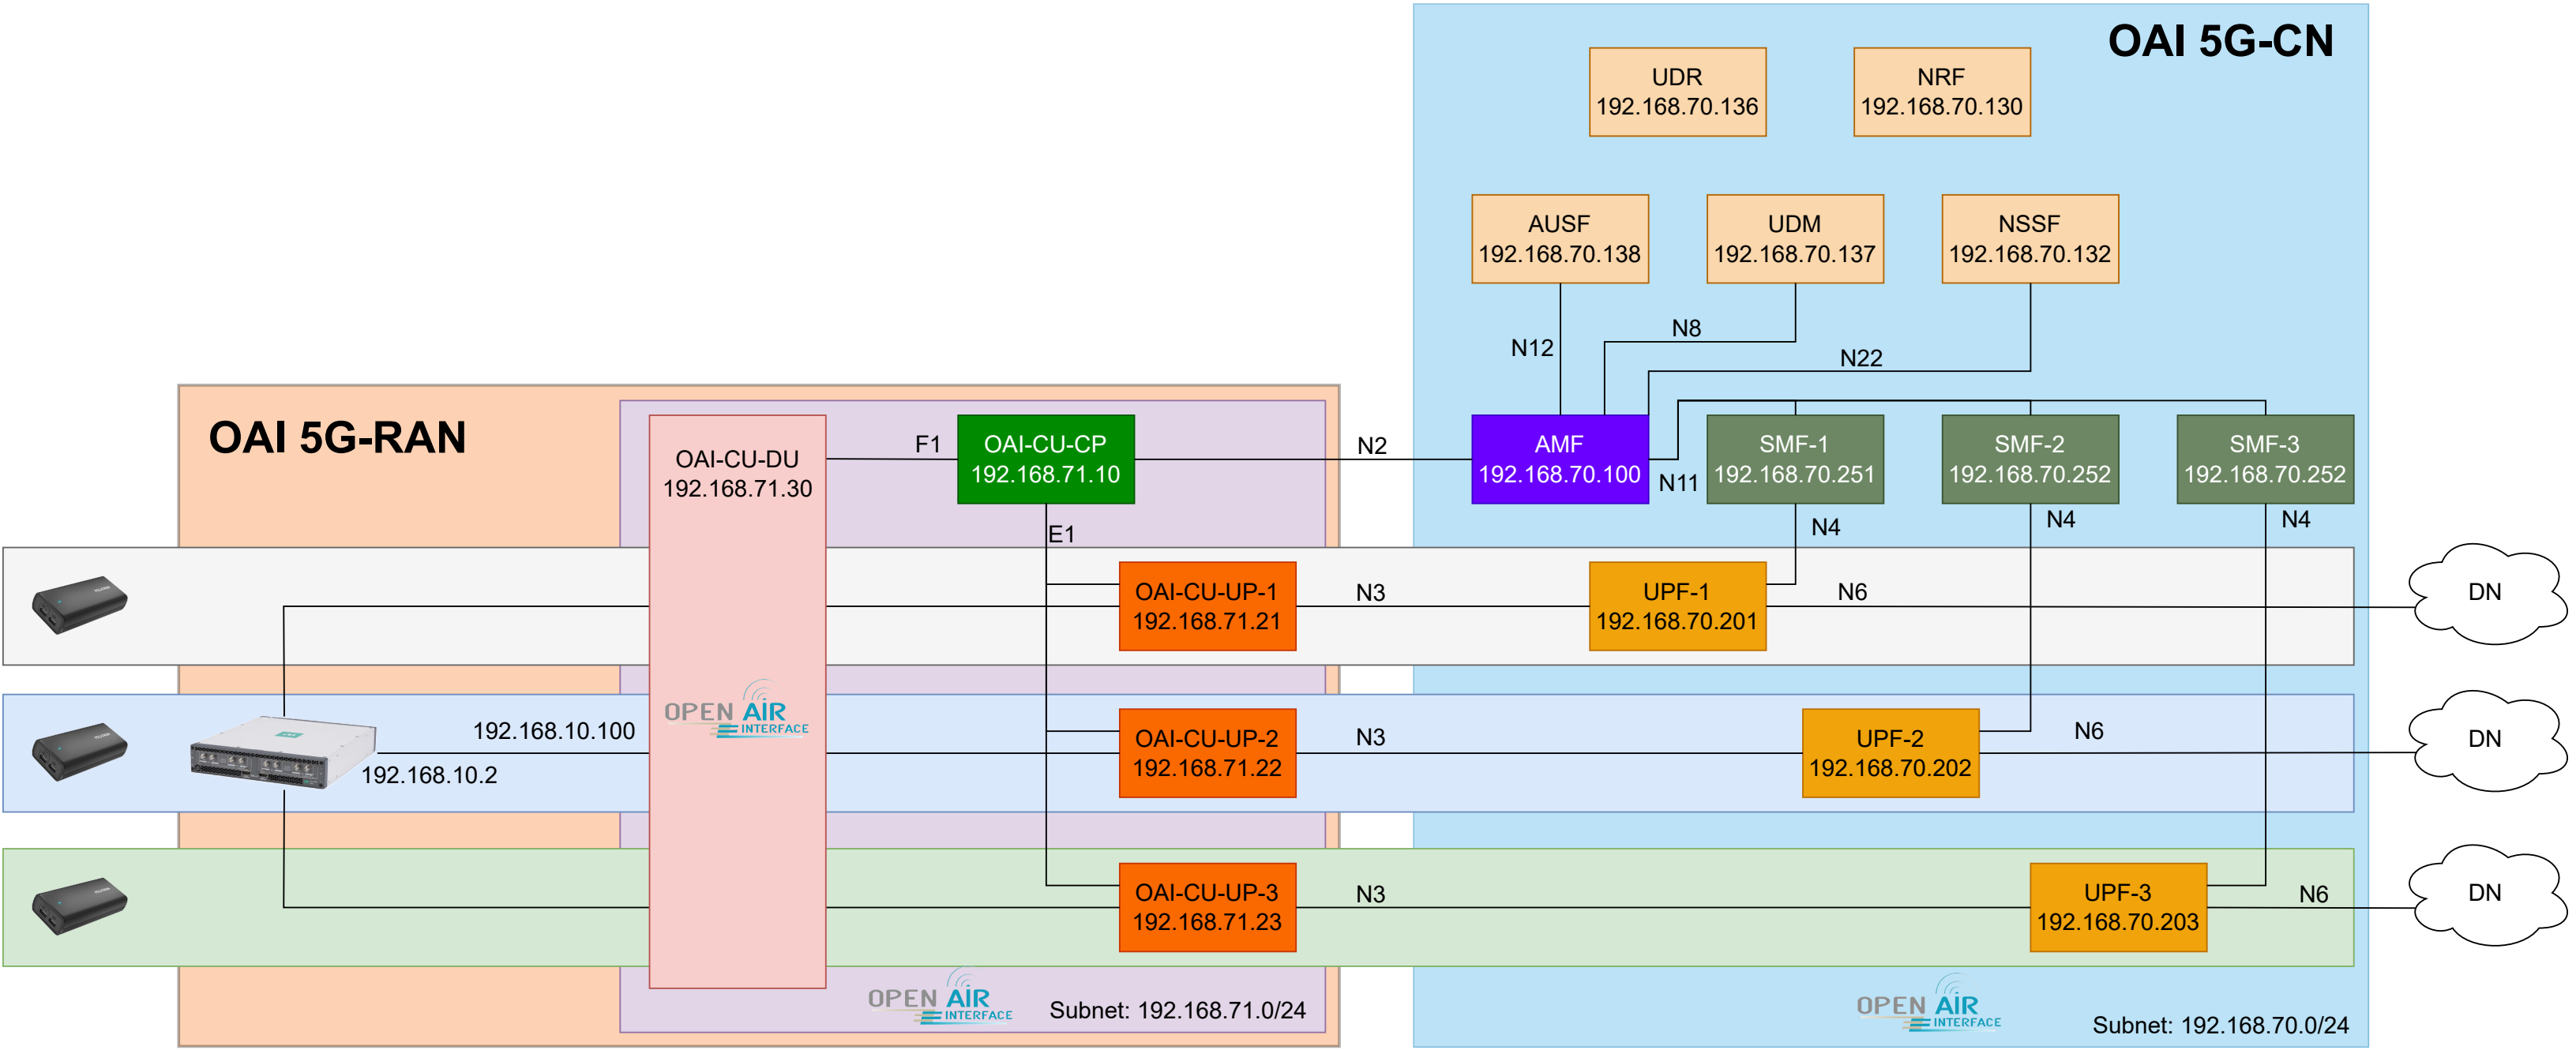 OAI 5G-CN
UDR
192.168.70.136
NRF
192.168.70.130
AUSF
192.168.70.138
UDM
192.168.70.137
NSSF
192.168.70.132
N12
N8
N22
OAI 5G-RAN
OAI-CU-DU
192.168.71.30
F1
OAI-CU-CP
192.168.71.10
N2
AMF
192.168.70.100
N11
SMF-1
192.168.70.251
SMF-2
192.168.70.252
SMF-3
192.168.70.252
E1
N4
N4
N4
OAI-CU-UP-1
192.168.71.21
N3
UPF-1
192.168.70.201
N6
DN
192.168.10.100
192.168.10.2
OPEN AIR
INTERFACE
OAI-CU-UP-2
192.168.71.22
N3
UPF-2
192.168.70.202
N6
DN
OAI-CU-UP-3
192.168.71.23
N3
UPF-3
192.168.70.203
N6
DN
OPEN AIR
INTERFACE
Subnet: 192.168.71.0/24
OPEN AIR
INTERFACE
Subnet: 192.168.70.0/24